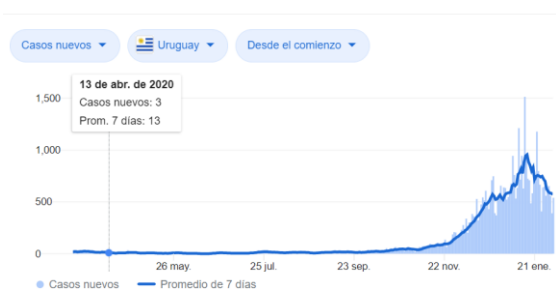 Casos nuevos
Uruguay
Desde el comienzo
13 de abr. de 2020
Casos nuevos: 3
Prom. 7 días: 13
1,500
1,000
500
0
26 may.
25 jul.
23 sep.
22 nov.
21 ene.
Casos nuevos
Promedio de 7 días